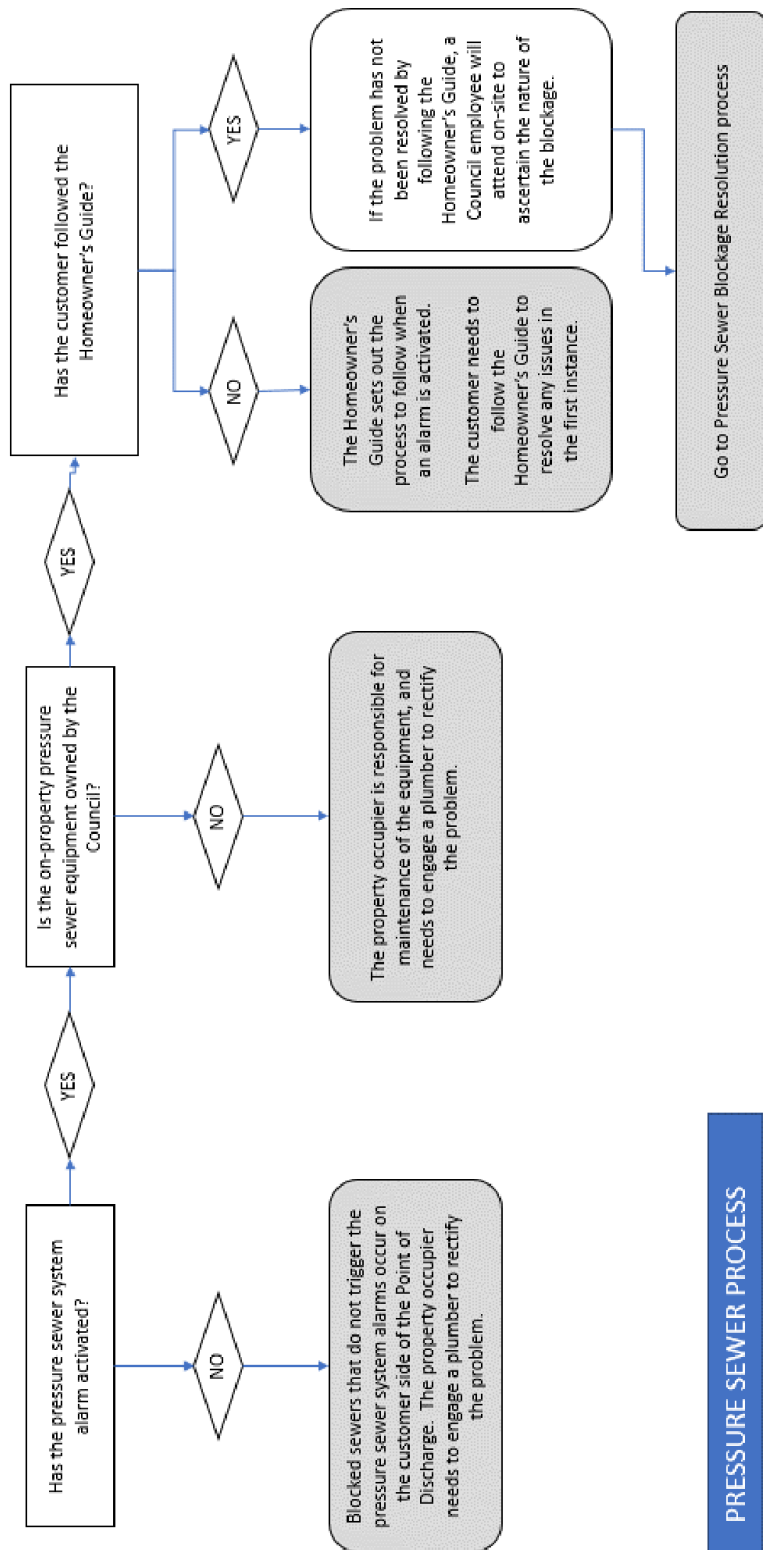 Has the pressure sewer system
alarm activated?
YES
NO
Blocked sewers that do not trigger the
pressure sewer system alarms occur on
the customer side of the Point of
Discharge. The property occupier
needs to engage a plumber to rectify
the problem.
Is the on-property pressure
sewer equipment owned by the
Council?
YES
NO
The property occupier is responsible for
maintenance of the equipment, and
needs to engage a plumber to rectify
the problem.
Has the customer followed the
Homeowner's Guide?
NO
The Homeowner's
Guide sets out the
process to follow when
an alarm is activated.
The customer needs to
follow the
Homeowner's Guide to
resolve any issues in
the first instance.
YES
If the problem has not
been resolved by
following the
Homeowner's Guide, a
Council employee will
attend on-site to
ascertain the nature of
the blockage.
Go to Pressure Sewer Blockage Resolution process
PRESSURE SEWER PROCESS